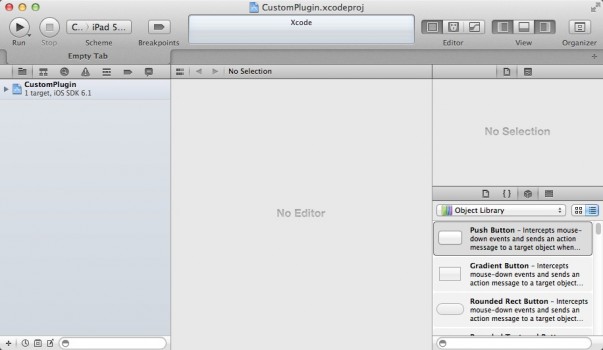 CustomPlugin.xcodeproj
C... iPad 5...
Xcode
Run
Stop
Scheme
Breakpoints
Editor
View
Organizer
Empty Tab
No Selection
CustomPlugin
1 target, iOS SDK 6.1
No Editor
No Selection
{ }
Object Library
Push Button - Intercepts mouse-
down events and sends an action
message to a target object when...
Gradient Button - Intercepts
mouse-down events and sends an
action message to a target object...
Rounded Rect Button - Intercepts
mouse-down events and sends an
action message to a target object...